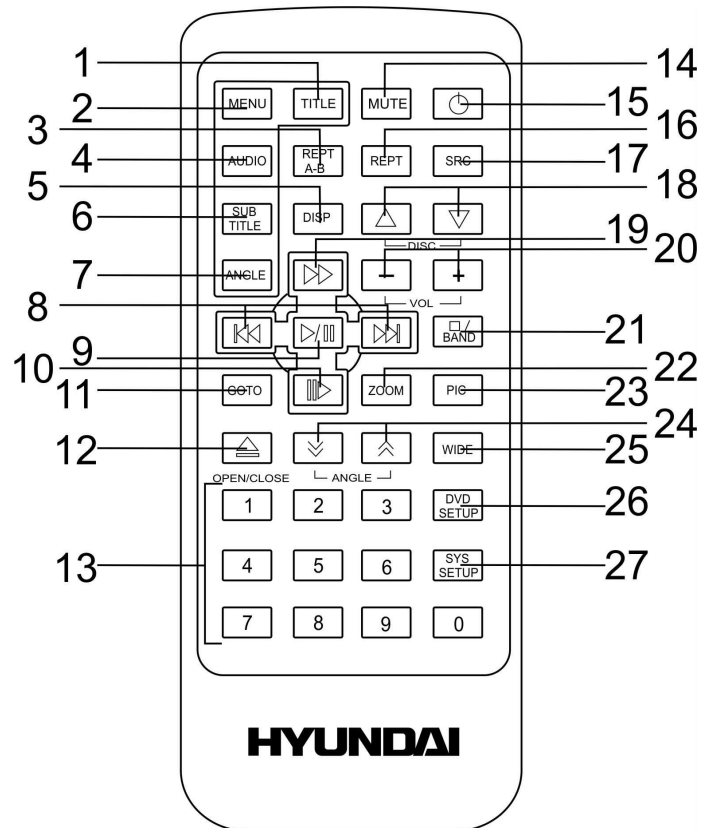 1
14
2
MENU
TITLE
MUTE
15
3
16
4
AUDIO
REPT
A-B
REPT
SRC
17
5
18
6
SUB
TITLE
DISP
DISC
19
7
ANGLE
−
+
20
8
VOL
9
BAND
21
10
22
11
GOTO
ZOOM
PIC
23
24
12
WIDE
25
OPEN/CLOSE
ANGLE
1
2
3
DVD
SETUP
26
13
4
5
6
SYS
SETUP
27
7
8
9
0
HYUNDAI